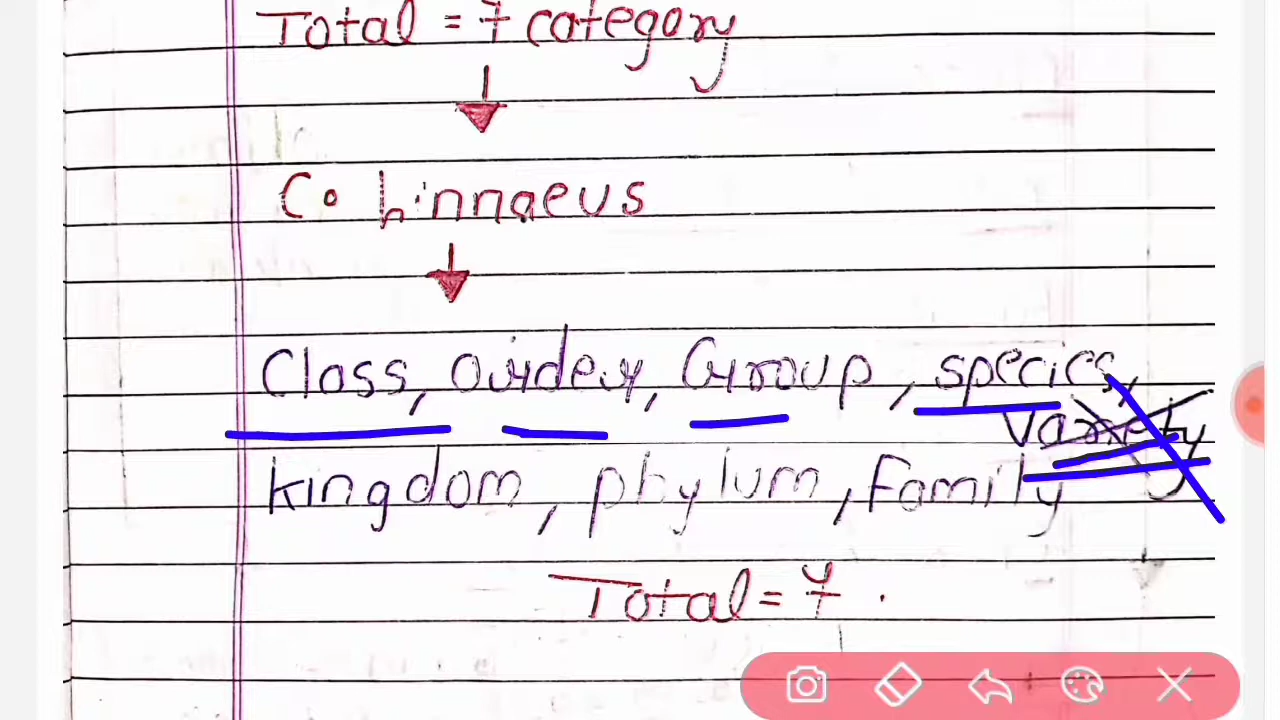 Total = 7 category
C. Linnaeus
Class, Order, Group, species,
Variety
kingdom, phylum, Family
Total = 7.